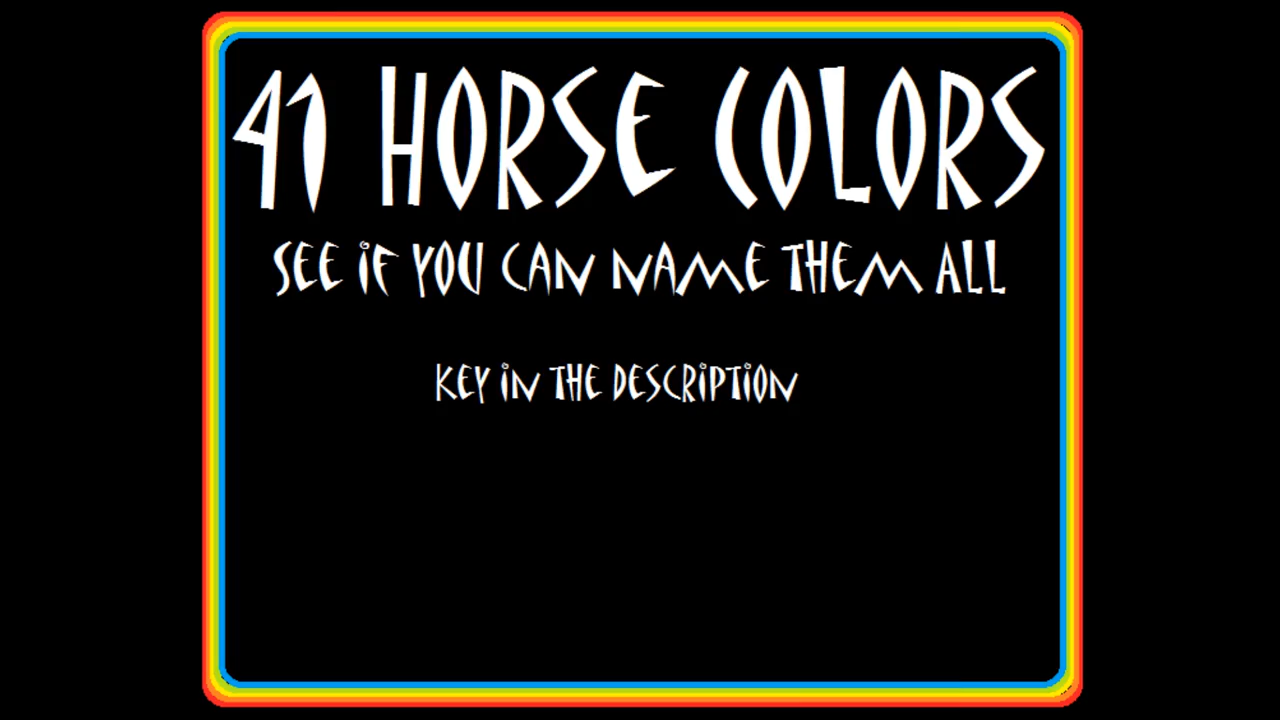 41 HORSE COLORS
SEE iF YOU CAN NAME THEM ALL
KEY iN THE DESCRiPTiON